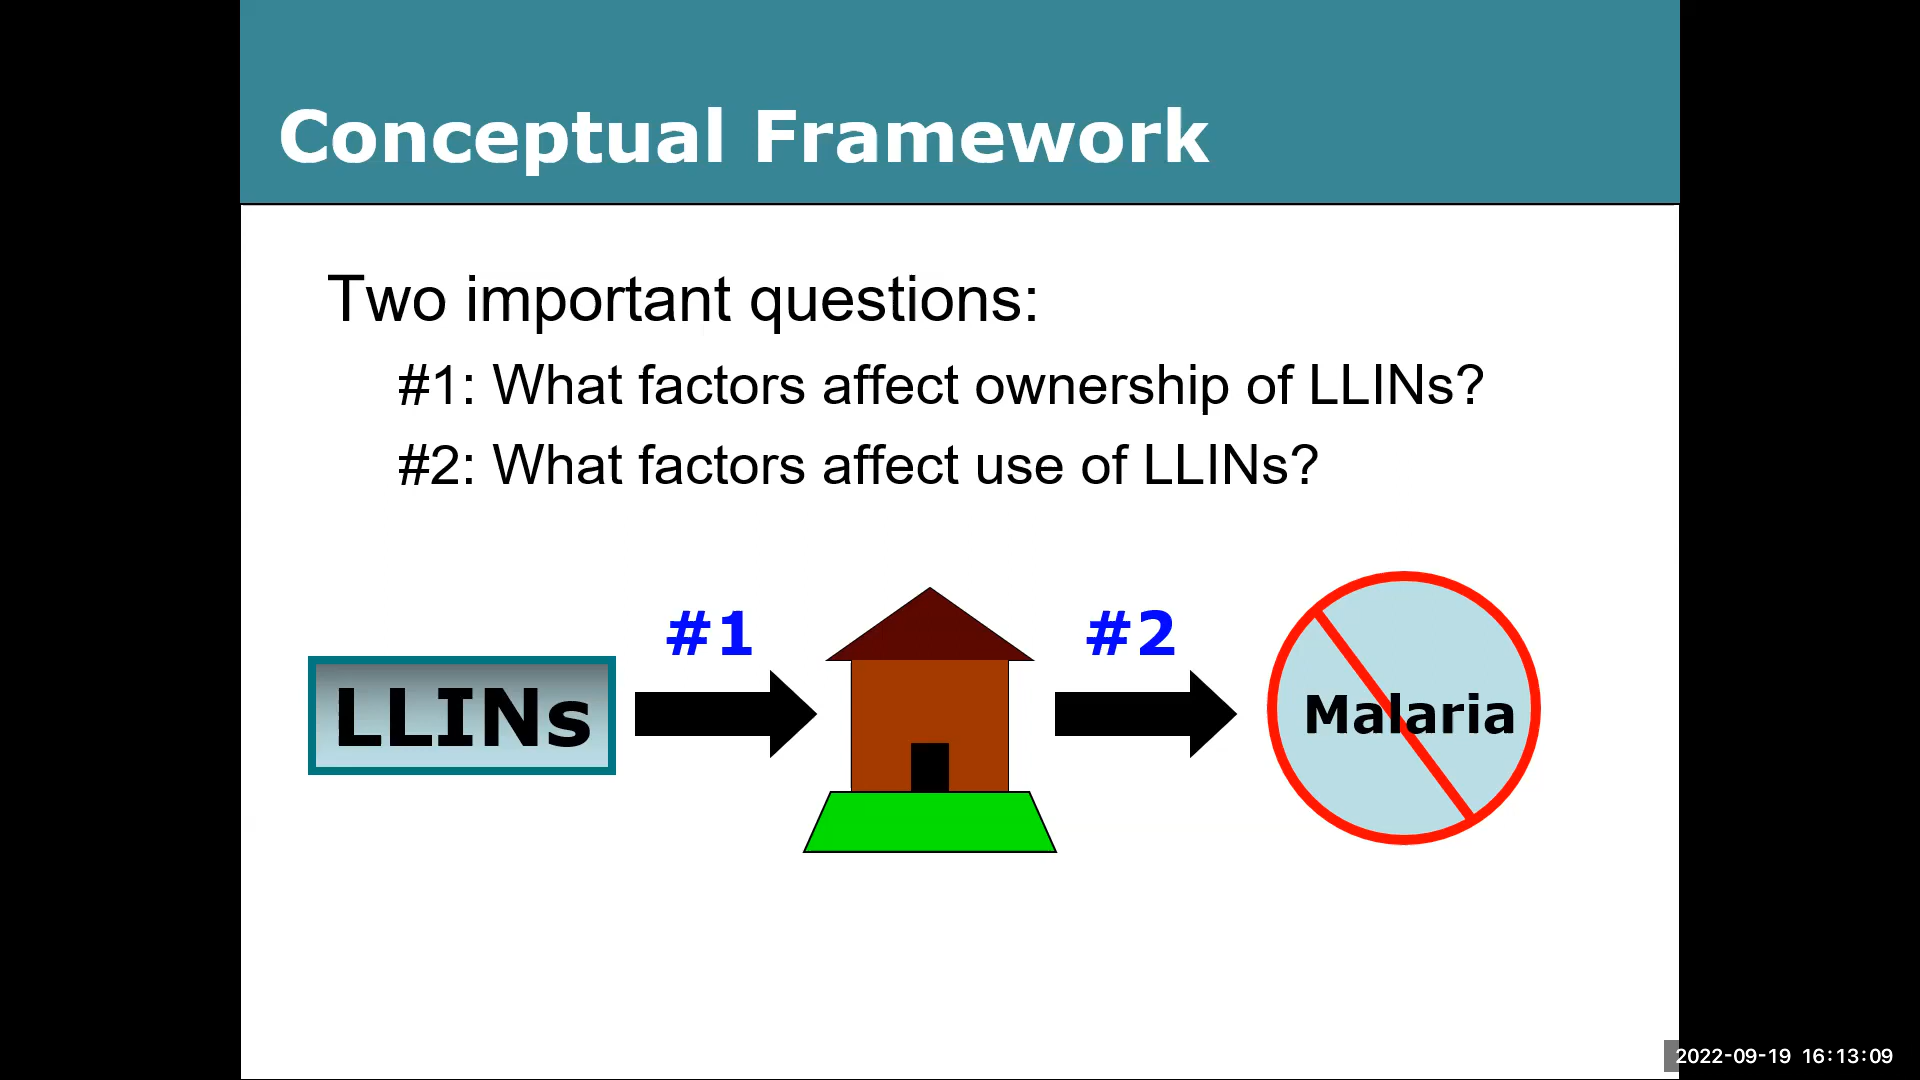 Conceptual Framework
Two important questions:
#1: What factors affect ownership of LLINs?
#2: What factors affect use of LLINs?
#1
#2
LLINs
Malaria
2022-09-19 16:13:09